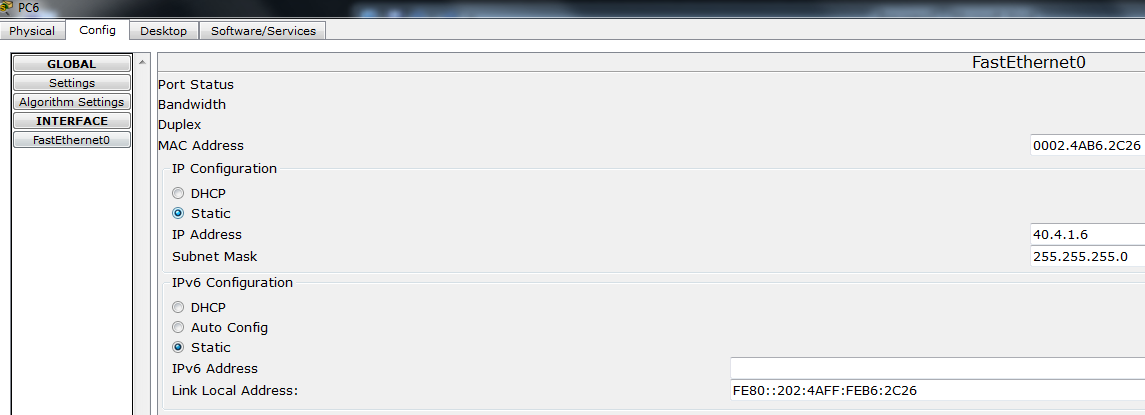 PC6
Physical Config Desktop Software/Services
GLOBAL
Settings
Algorithm Settings
INTERFACE
FastEthernet0
FastEthernet0
Port Status
Bandwidth
Duplex
MAC Address 0002.4AB6.2C26
IP Configuration
DHCP
Static
IP Address 40.4.1.6
Subnet Mask 255.255.255.0
IPv6 Configuration
DHCP
Auto Config
Static
IPv6 Address
Link Local Address: FE80::202:4AFF:FEB6:2C26